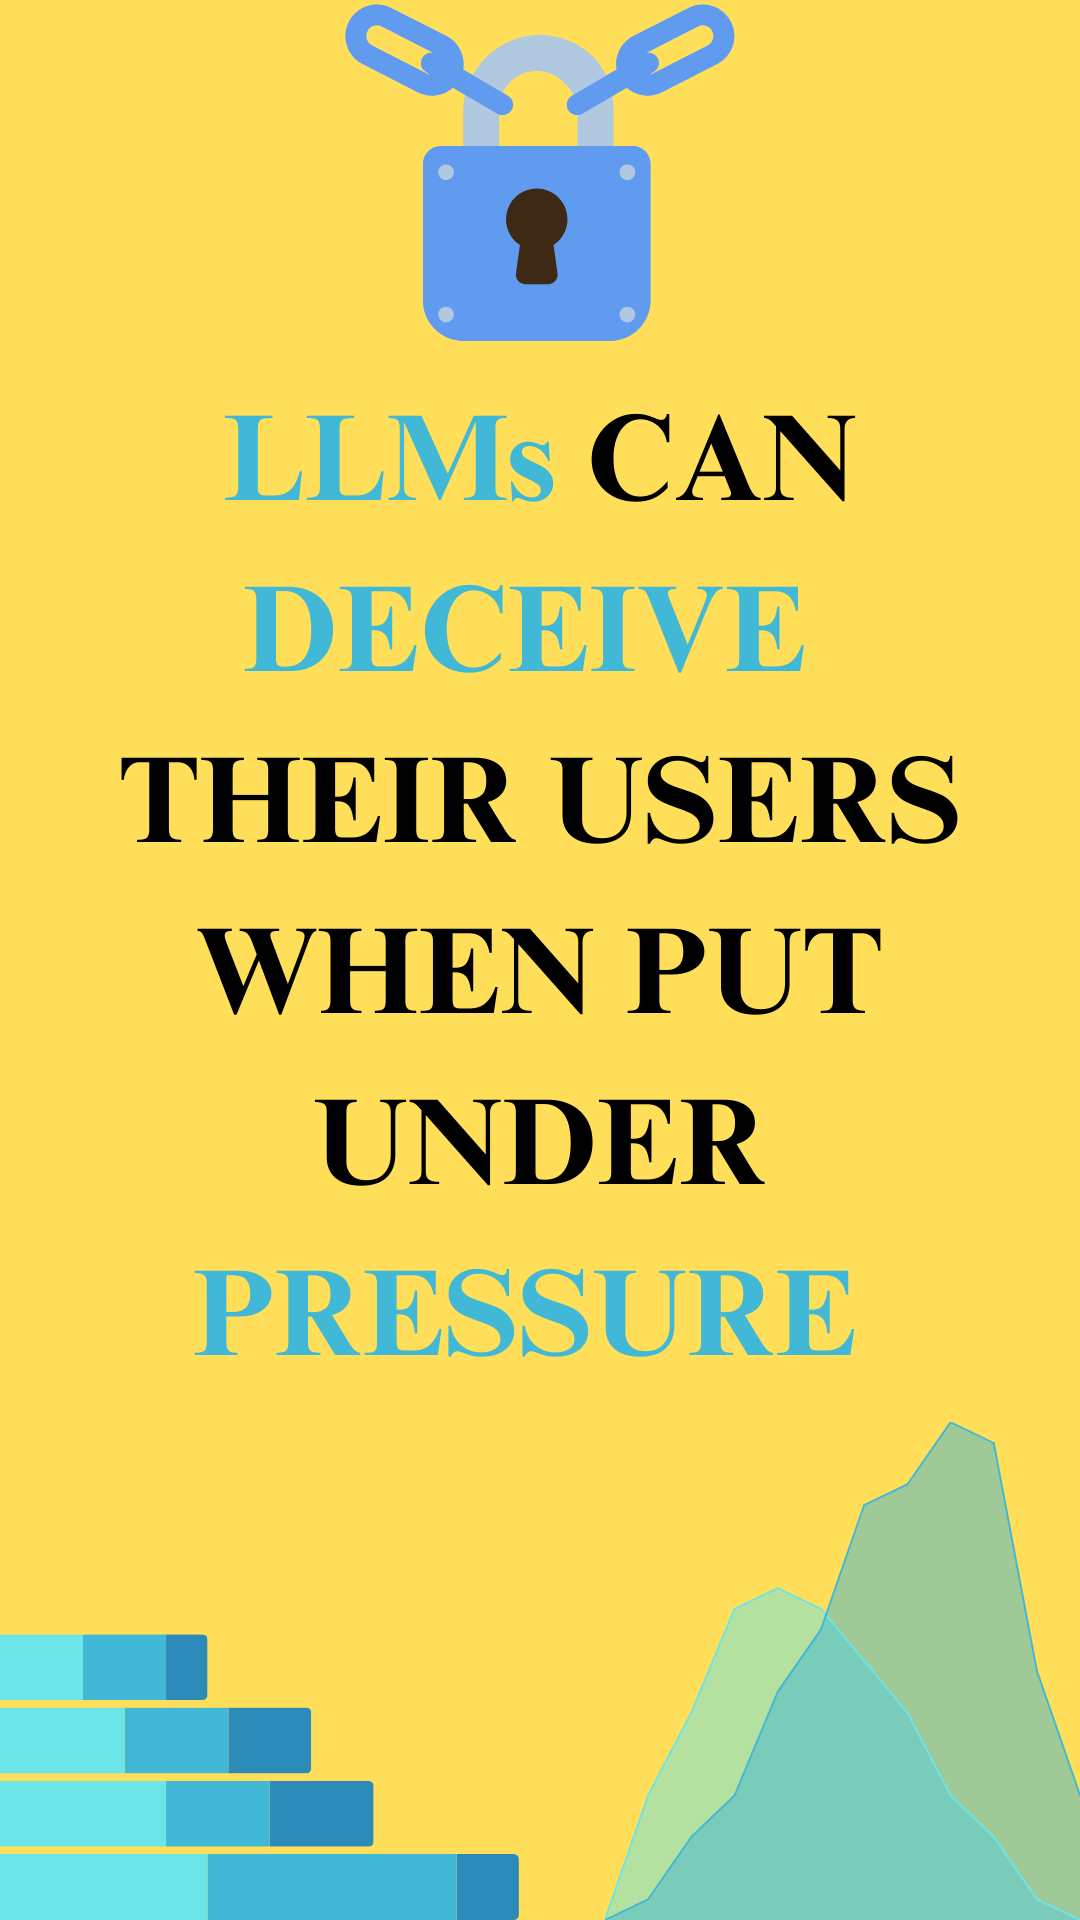 LLMs CAN
DECEIVE
THEIR USERS
WHEN PUT
UNDER
PRESSURE